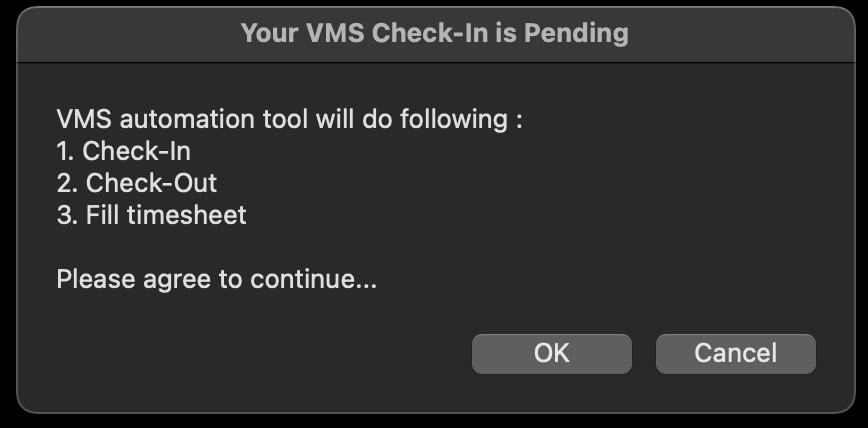 Your VMS Check-In is Pending
VMS automation tool will do following :
1. Check-In
2. Check-Out
3. Fill timesheet
Please agree to continue...
OK
Cancel